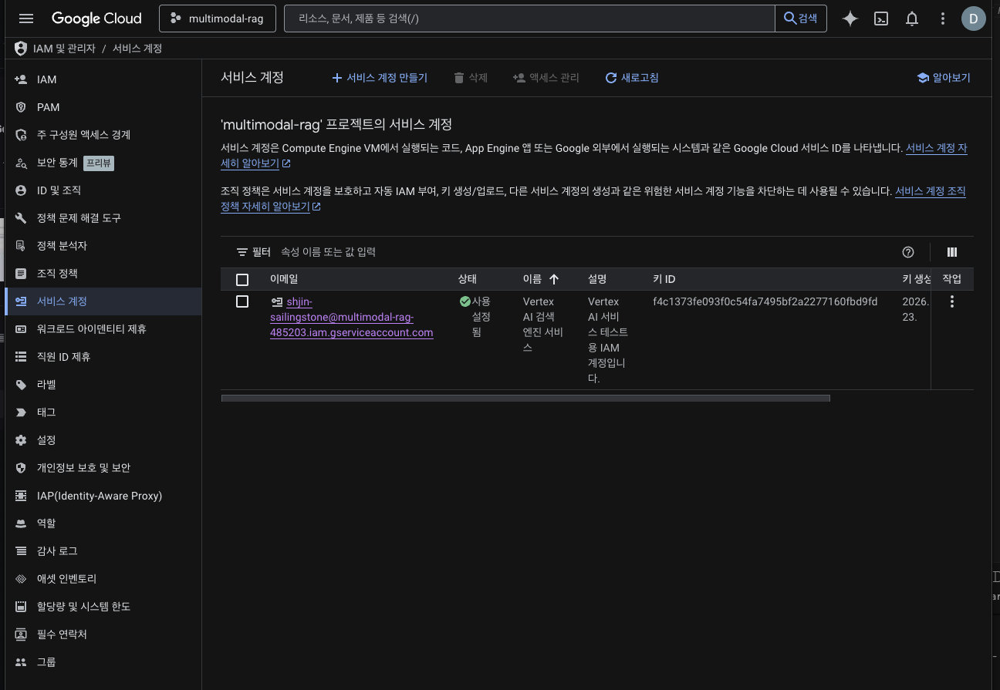 Google Cloud
multimodal-rag
리소스, 문서, 제품 등 검색(/)
검색
D
IAM 및 관리자 / 서비스 계정
IAM
PAM
주 구성원 액세스 경계
보안 통계 프리뷰
ID 및 조직
정책 문제 해결 도구
정책 분석자
조직 정책
서비스 계정
워크로드 아이덴티티 제휴
직원 ID 제휴
라벨
태그
설정
개인정보 보호 및 보안
IAP(Identity-Aware Proxy)
역할
감사 로그
애셋 인벤토리
할당량 및 시스템 한도
필수 연락처
그룹
서비스 계정
서비스 계정 만들기
삭제
액세스 관리
새로고침
알아보기
'multimodal-rag' 프로젝트의 서비스 계정
서비스 계정은 Compute Engine VM에서 실행되는 코드, App Engine 앱 또는 Google 외부에서 실행되는 시스템과 같은 Google Cloud 서비스 ID를 나타냅니다. 서비스 계정 자
세히 알아보기
조직 정책은 서비스 계정을 보호하고 자동 IAM 부여, 키 생성/업로드, 다른 서비스 계정의 생성과 같은 위험한 서비스 계정 기능을 차단하는 데 사용될 수 있습니다. 서비스 계정 조직
정책 자세히 알아보기
필터 속성 이름 또는 값 입력
이메일 상태 이름 설명 키 ID 키 생성 작업
shjin-
sailingstone@multimodal-rag-
485203.iam.gserviceaccount.com
사용
설정
됨
Vertex
AI 검색
엔진 서비
스
Vertex
AI 서비
스 테스트
용 IAM
계정입니
다.
f4c1373fe093f0c54fa7495bf2a2277160fbd9fd
2026.
23.